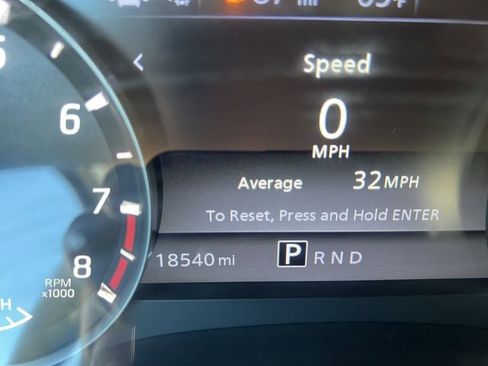 Speed
6
0
MPH
Average 32 MPH
7
To Reset, Press and Hold ENTER
18540 mi P R N D
8
RPM
x1000